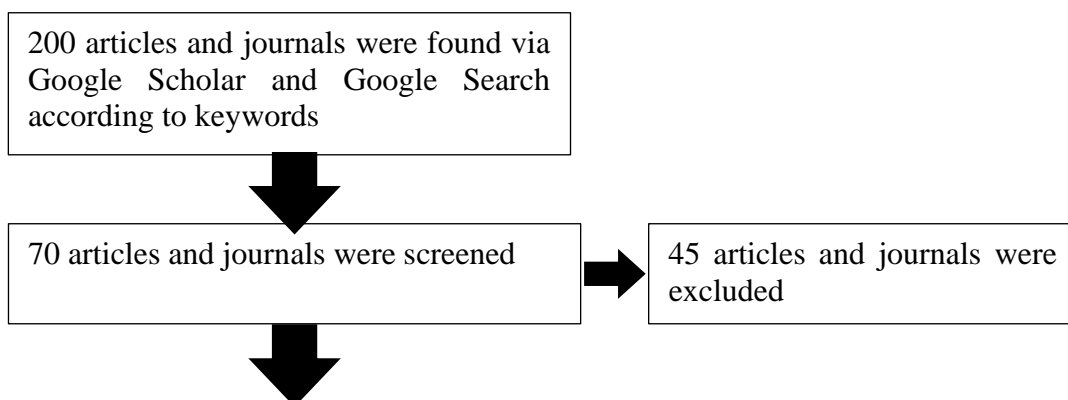 200 articles and journals were found via
Google Scholar and Google Search
according to keywords
70 articles and journals were screened
45 articles and journals were
excluded